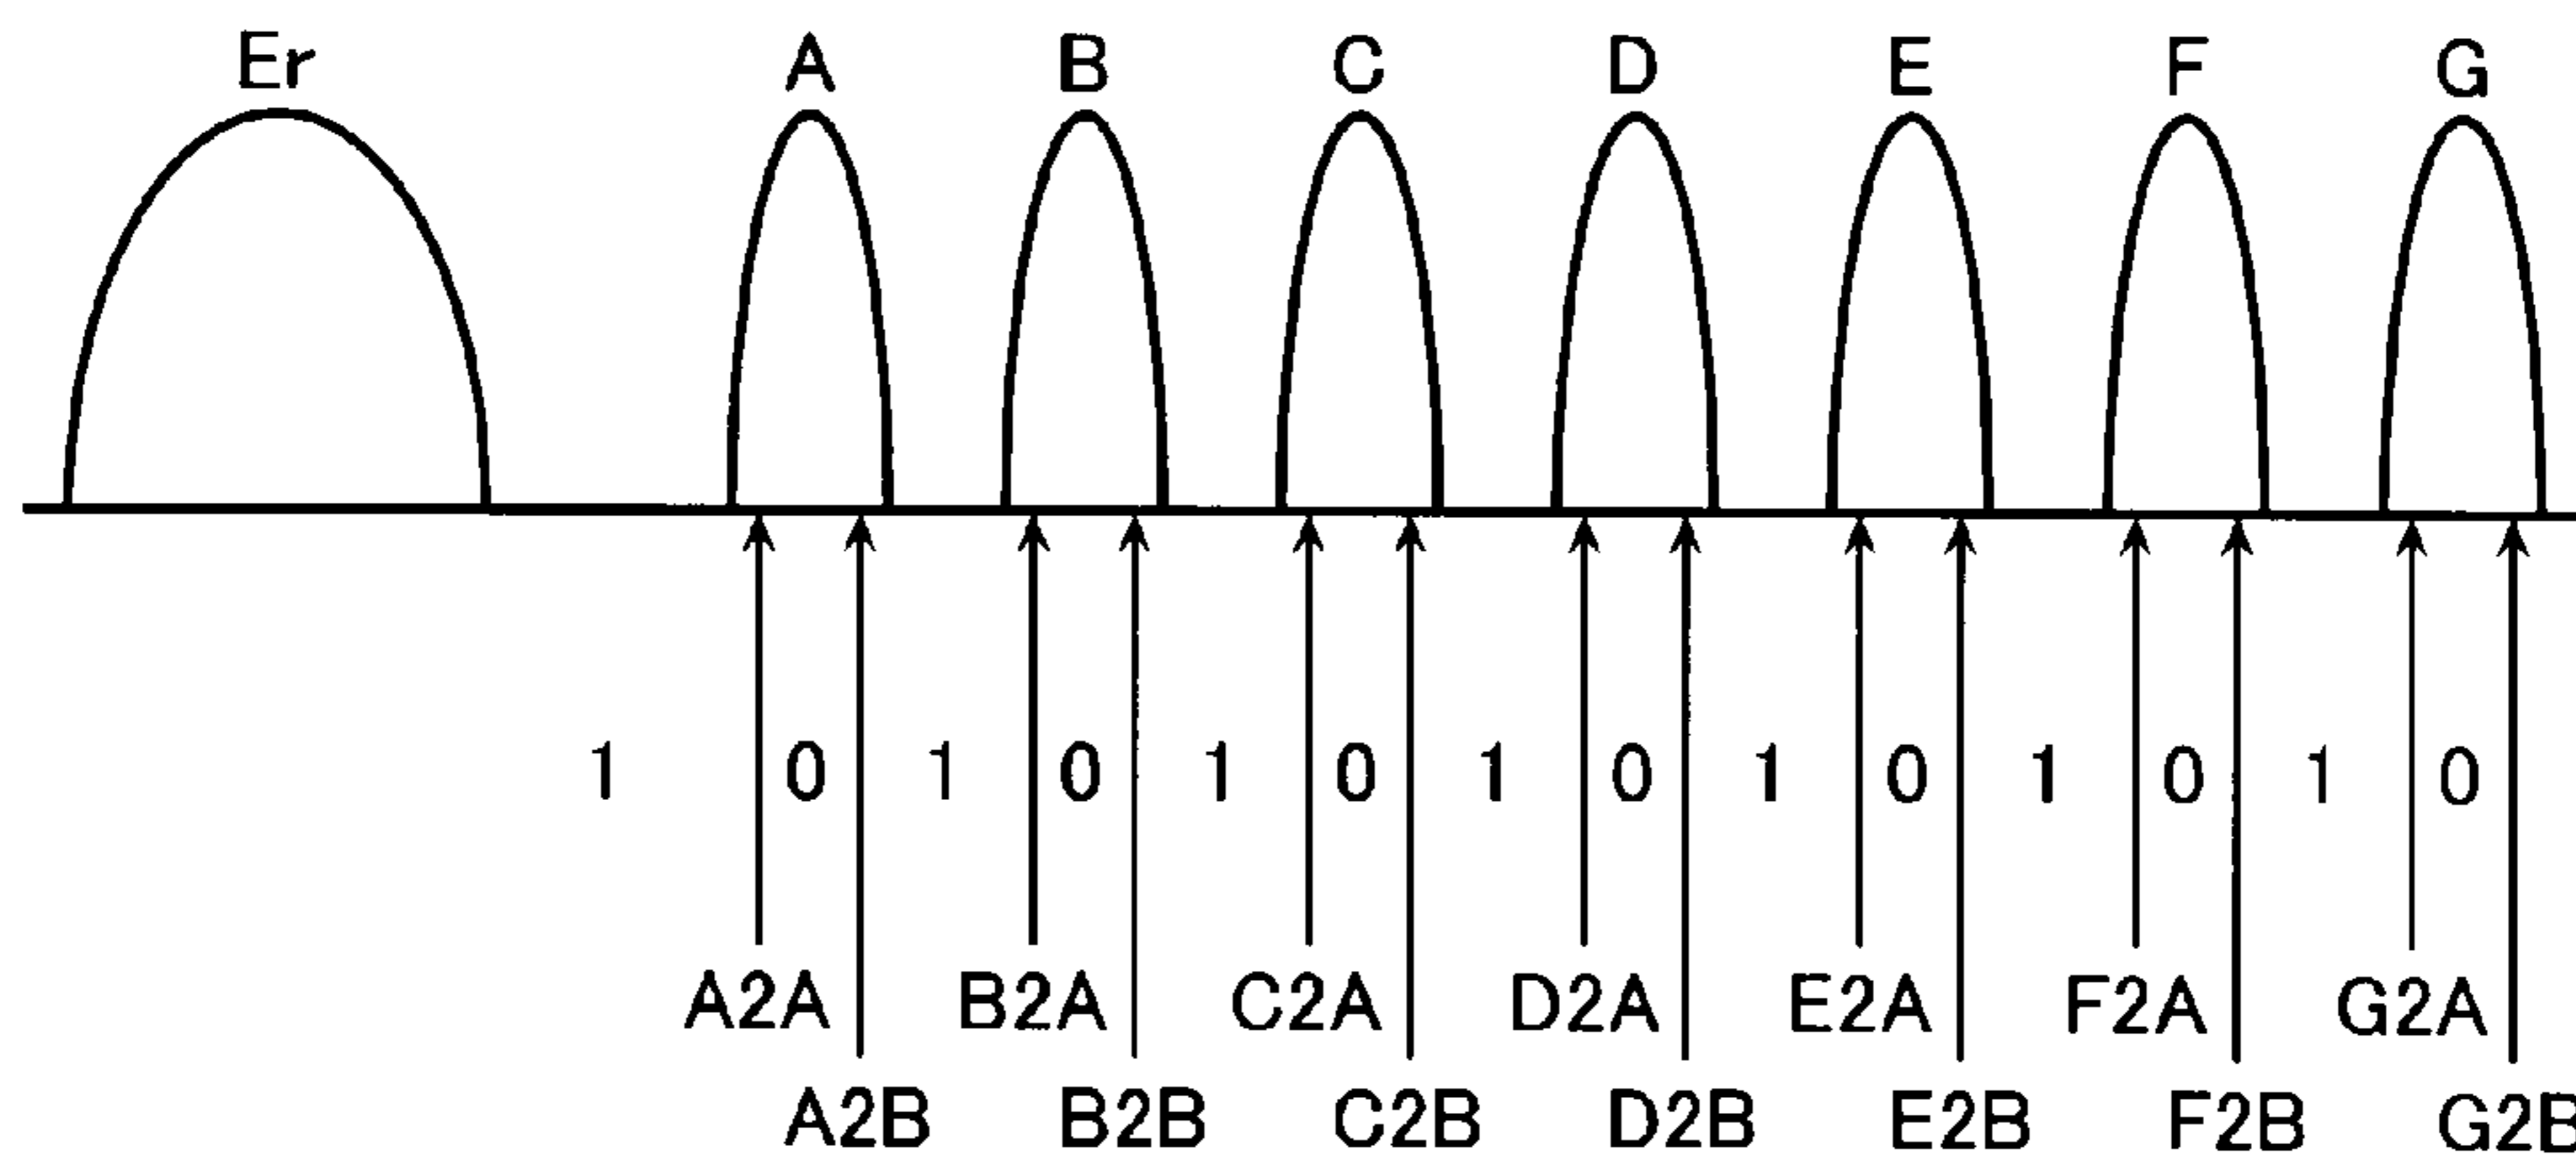 Er A B C D E F G
1 0 1 0 1 0 1 0 1 0 1 0 1 0
A2A B2A C2A D2A E2A F2A G2A
A2B B2B C2B D2B E2B F2B G2B